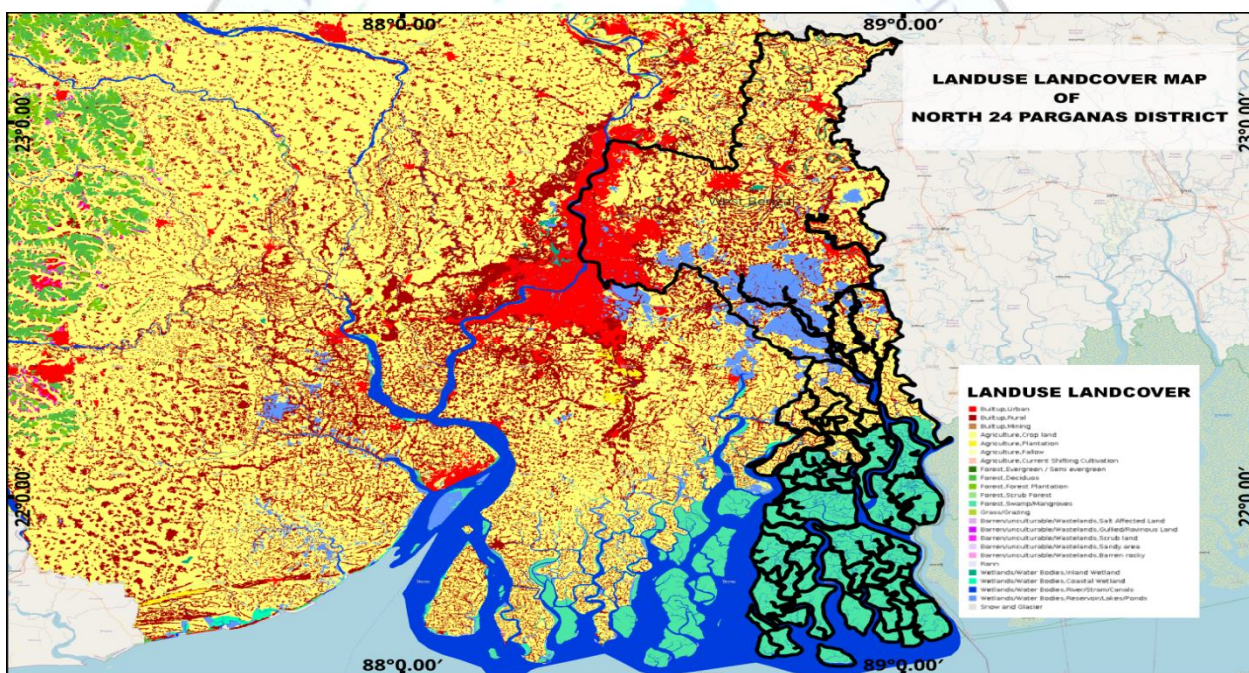 88°0.00′ 89°0.00′
LANDUSE LANDCOVER MAP
OF
NORTH 24 PARGANAS DISTRICT
23°0.00′ 23°0.00′
West Bengal
LANDUSE LANDCOVER
Builtup,Urban
Builtup,Rural
Builtup,Mining
Agriculture,Crop land
Agriculture,Plantation
Agriculture,Fallow
Agriculture,Current Shifting Cultivation
Forest,Evergreen / Semi evergreen
Forest,Deciduos
Forest,Forest Plantation
Forest,Scrub Forest
Forest,Swamp/Mangroves
Grass/Grazing
Barren/unculturable/Wastelands,Salt Affected Land
Barren/unculturable/Wastelands,Gullied/Ravinous Land
Barren/unculturable/Wastelands,Scrub land
Barren/unculturable/Wastelands,Sandy area
Barren/unculturable/Wastelands,Barren rocky
Rann
Wetlands/Water Bodies,Inland Wetland
Wetlands/Water Bodies,Coastal Wetland
Wetlands/Water Bodies,River/Stram/Canals
Wetlands/Water Bodies,Reservoir/Lakes/Ponds
Snow and Glacier
22°0.00′ 22°0.00′
88°0.00′ 89°0.00′